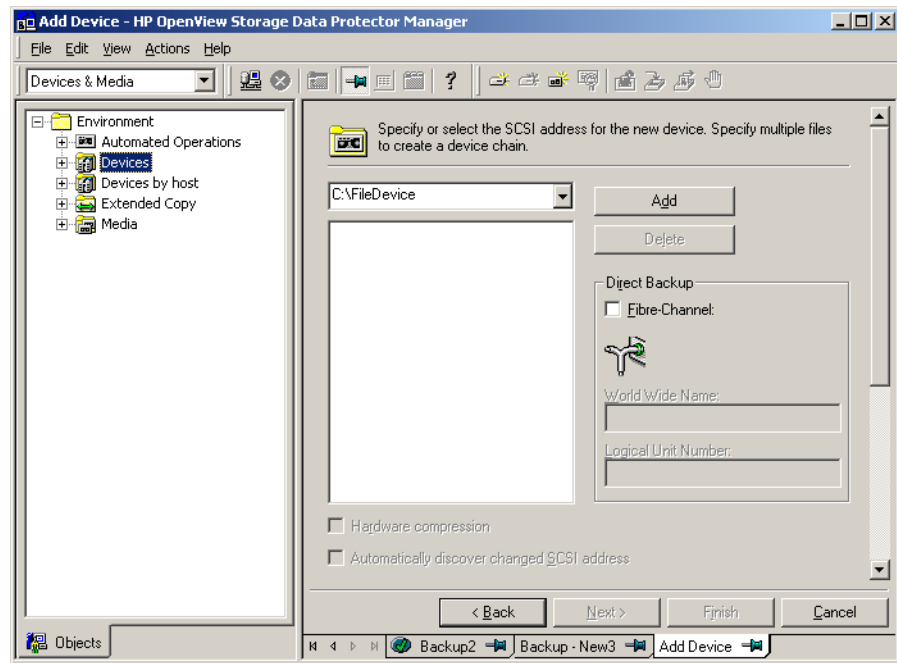 Add Device - HP OpenView Storage Data Protector Manager
File Edit View Actions Help
Devices & Media
?
Environment
Automated Operations
Devices
Devices by host
Extended Copy
Media
Specify or select the SCSI address for the new device. Specify multiple files
to create a device chain.
C:\FileDevice
Add
Delete
Direct Backup
Fibre-Channel:
World Wide Name:
Logical Unit Number:
Hardware compression
Automatically discover changed SCSI address
< Back Next > Finish Cancel
Objects
Backup2 Backup - New3 Add Device